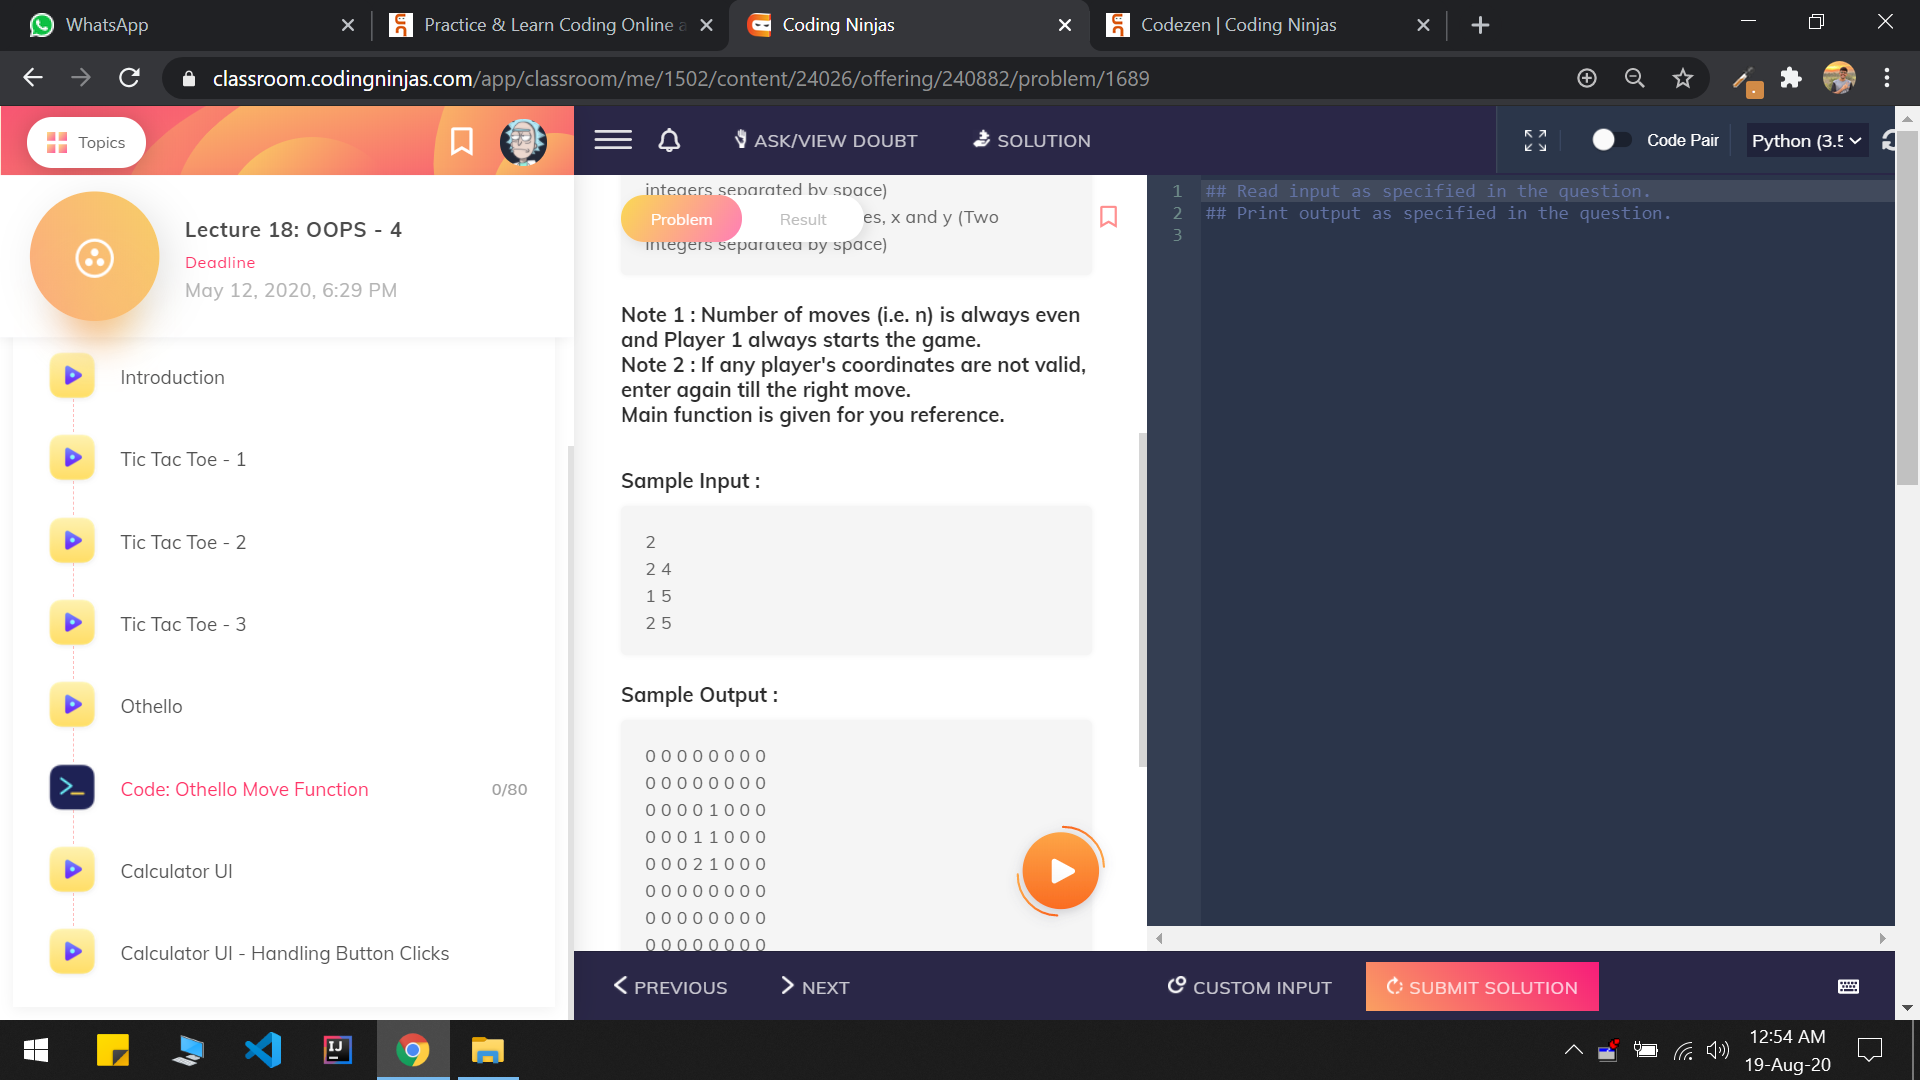 WhatsApp
Practice & Learn Coding Online a
Coding Ninjas
Codezen | Coding Ninjas
classroom.codingninjas.com/app/classroom/me/1502/content/24026/offering/240882/problem/1689
Topics
ASK/VIEW DOUBT
SOLUTION
Code Pair
Python (3.5
Lecture 18: OOPS - 4
Deadline
May 12, 2020, 6:29 PM
Introduction
Tic Tac Toe - 1
Tic Tac Toe - 2
Tic Tac Toe - 3
Othello
Code: Othello Move Function
0/80
Calculator UI
Calculator UI - Handling Button Clicks
integers separated by space)
Problem
Result
es, x and y (Two
integers separated by space)
Note 1 : Number of moves (i.e. n) is always even
and Player 1 always starts the game.
Note 2 : If any player's coordinates are not valid,
enter again till the right move.
Main function is given for you reference.
Sample Input :
2
2 4
1 5
2 5
Sample Output :
0 0 0 0 0 0 0 0
0 0 0 0 0 0 0 0
0 0 0 0 1 0 0 0
0 0 0 1 1 0 0 0
0 0 0 2 1 0 0 0
0 0 0 0 0 0 0 0
0 0 0 0 0 0 0 0
0 0 0 0 0 0 0 0
1 ## Read input as specified in the question.
2 ## Print output as specified in the question.
3
PREVIOUS
NEXT
CUSTOM INPUT
SUBMIT SOLUTION
IJ
12:54 AM
19-Aug-20